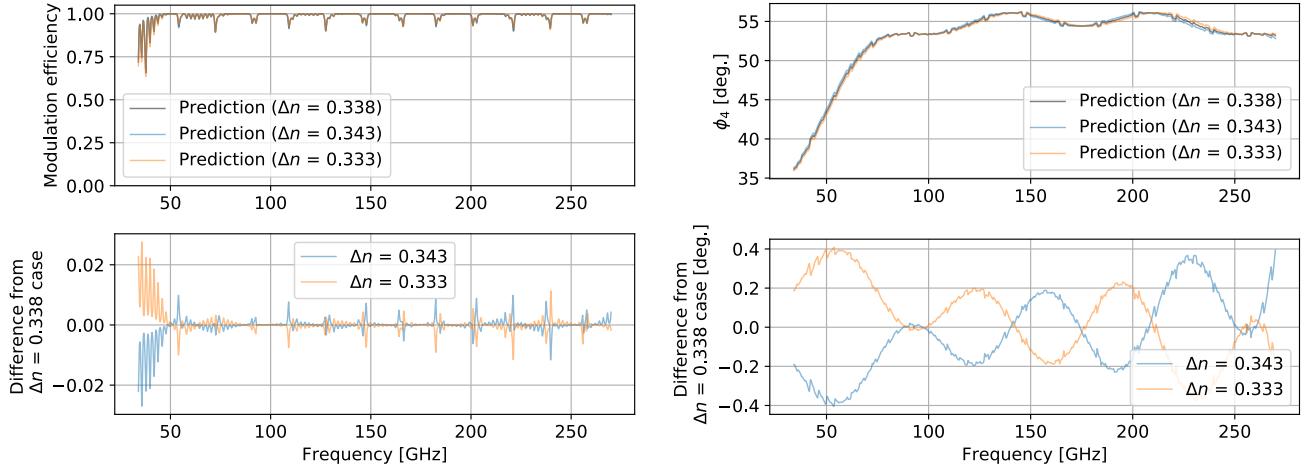 Modulation efficiency
1.00
0.75
0.50
0.25
0.00
Prediction (Δn = 0.338)
Prediction (Δn = 0.343)
Prediction (Δn = 0.333)
50
100
150
200
250
ϕ4 [deg.]
55
50
45
40
35
Prediction (Δn = 0.338)
Prediction (Δn = 0.343)
Prediction (Δn = 0.333)
50
100
150
200
250
Difference from
Δn = 0.338 case
0.02
0.00
−0.02
Δn = 0.343
Δn = 0.333
50
100
150
200
250
Frequency [GHz]
Difference from
Δn = 0.338 case [deg.]
0.4
0.2
0.0
−0.2
−0.4
Δn = 0.343
Δn = 0.333
50
100
150
200
250
Frequency [GHz]